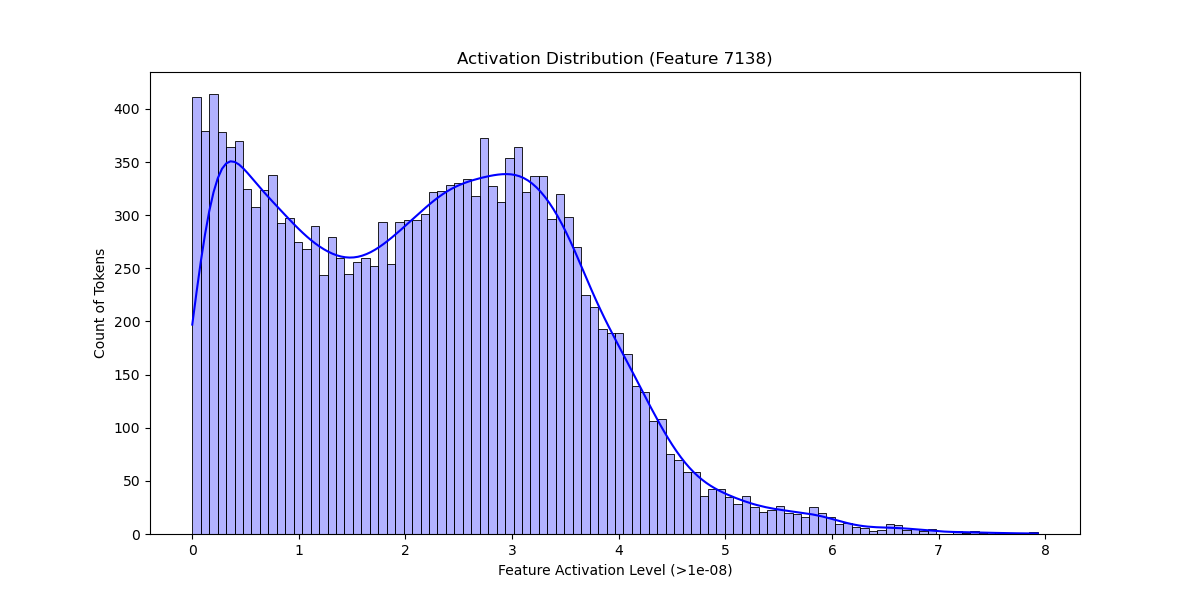 Activation Distribution (Feature 7138)
Count of Tokens
400
350
300
250
200
150
100
50
0
0 1 2 3 4 5 6 7 8
Feature Activation Level (>1e-08)